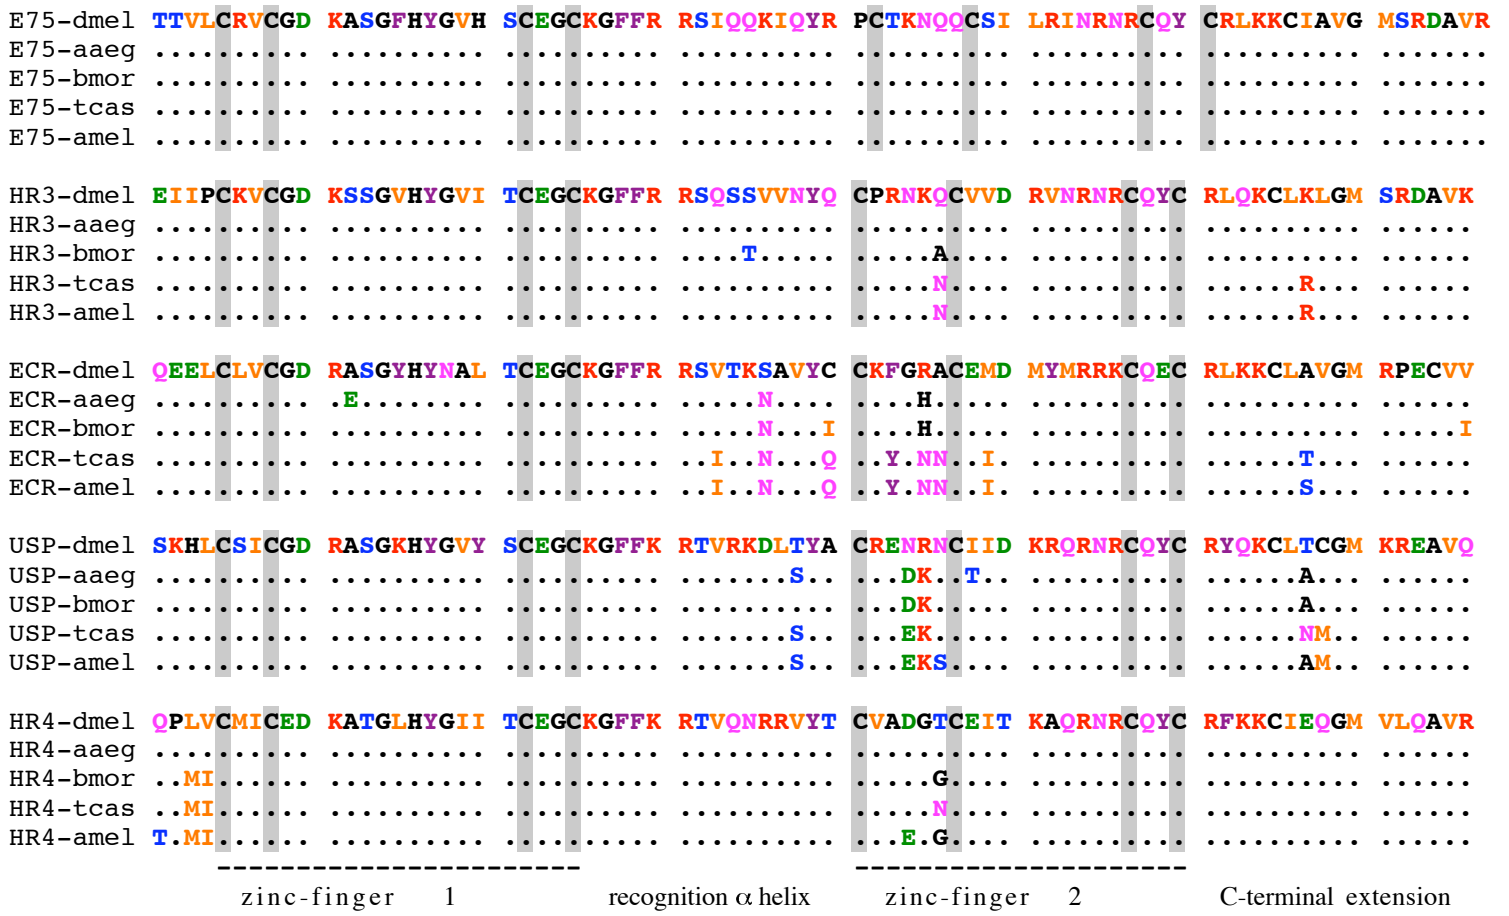 E75-dmel TTVLCRVCGD KASGFHYGVH SCEGCKGFFR RSIQQKIQYR PCTKNQQCSI LRINRNRCQY CRLKKCIAVG MSRDAVR
E75-aaeg .......... .......... .......... .......... .......... .......... .......... .......
E75-bmor .......... .......... .......... .......... .......... .......... .......... .......
E75-tcas .......... .......... .......... .......... .......... .......... .......... .......
E75-amel .......... .......... .......... .......... .......... .......... .......... .......
HR3-dmel EIIPCKVCGD KSSGVHYGVI TCEGCKGFFR RSQSSVVNYQ CPRNKQCVVD RVNRNRCQYC RLQKCLKLGM SRDAVK
HR3-aaeg .......... .......... .......... .......... .......... .......... .......... ......
HR3-bmor .......... .......... .......... ....T..... .....A.... .......... .......... ......
HR3-tcas .......... .......... .......... .......... .....N.... .......... ......R... ......
HR3-amel .......... .......... .......... .......... .....N.... .......... ......R... ......
ECR-dmel QEELCLVCGD RASGYHYNAL TCEGCKGFFR RSVTKSAVYC CKFGRACEMD MYMRRKCQEC RLKKCLAVGM RPECVV
ECR-aaeg .......... .E........ .......... .....N.... ....H..... .......... .......... ......
ECR-bmor .......... .......... .......... .....N...I ....H..... .......... .......... .....I
ECR-tcas .......... .......... .......... ..I..N...Q ..Y.NN..I. .......... ......T... ......
ECR-amel .......... .......... .......... ..I..N...Q ..Y.NN..I. .......... ......S... ......
USP-dmel SKHLCSICGD RASGKHYGVY SCEGCKGFFK RTVRKDLTYA CRENRNCIID KRQRNRCQYC RYQKCLTCGM KREAVQ
USP-aaeg .......... .......... .......... .......S.. ...DK..T.. .......... ......A... ......
USP-bmor .......... .......... .......... .......... ...DK..... .......... ......A... ......
USP-tcas .......... .......... .......... .......S.. ...EK..... .......... ......NM.. ......
USP-amel .......... .......... .......... .......S.. ...EKS.... .......... ......AM.. ......
HR4-dmel QPLVCMICED KATGLHYGII TCEGCKGFFK RTVQNRRVYT CVADGTCEIT KAQRNRCQYC RFKKCIEQGM VLQAVR
HR4-aaeg .......... .......... .......... .......... .......... .......... .......... ......
HR4-bmor ..MI...... .......... .......... .......... .....G.... .......... .......... ......
HR4-tcas ..MI...... .......... .......... .......... .....N.... .......... .......... ......
HR4-amel T.MI...... .......... .......... .......... ...E.G.... .......... .......... ......
zinc-finger 1 recognition α helix zinc-finger 2 C-terminal extension